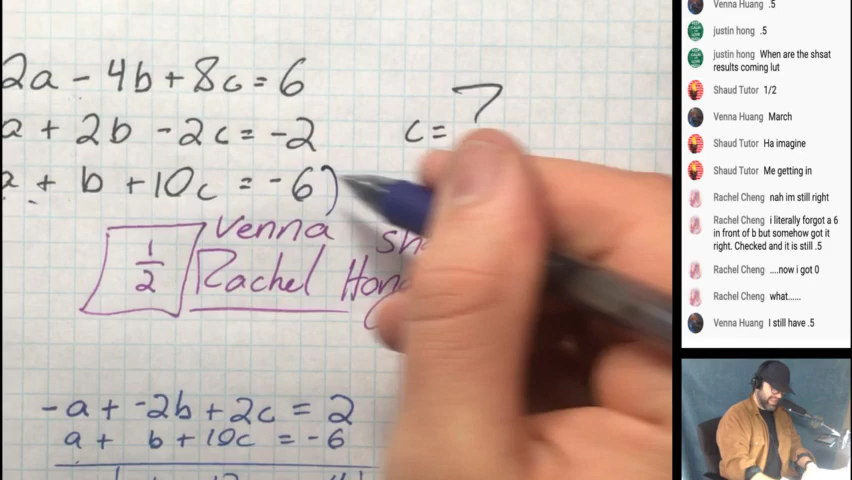 2a - 4b + 8c = 6
a + 2b - 2c = -2
a + b + 10c = -6)
c = ?
1/2
Venna
Rachel
-a + -2b + 2c = 2
a + b + 10c = -6
Venna Huang .5
justin hong .5
justin hong When are the shsat
results coming lut
Shaud Tutor 1/2
Venna Huang March
Shaud Tutor Ha imagine
Shaud Tutor Me getting in
Rachel Cheng nah im still right
Rachel Cheng i literally forgot a 6
in front of b but somehow got it
right. Checked and it is still .5
Rachel Cheng ....now i got 0
Rachel Cheng what......
Venna Huang I still have .5